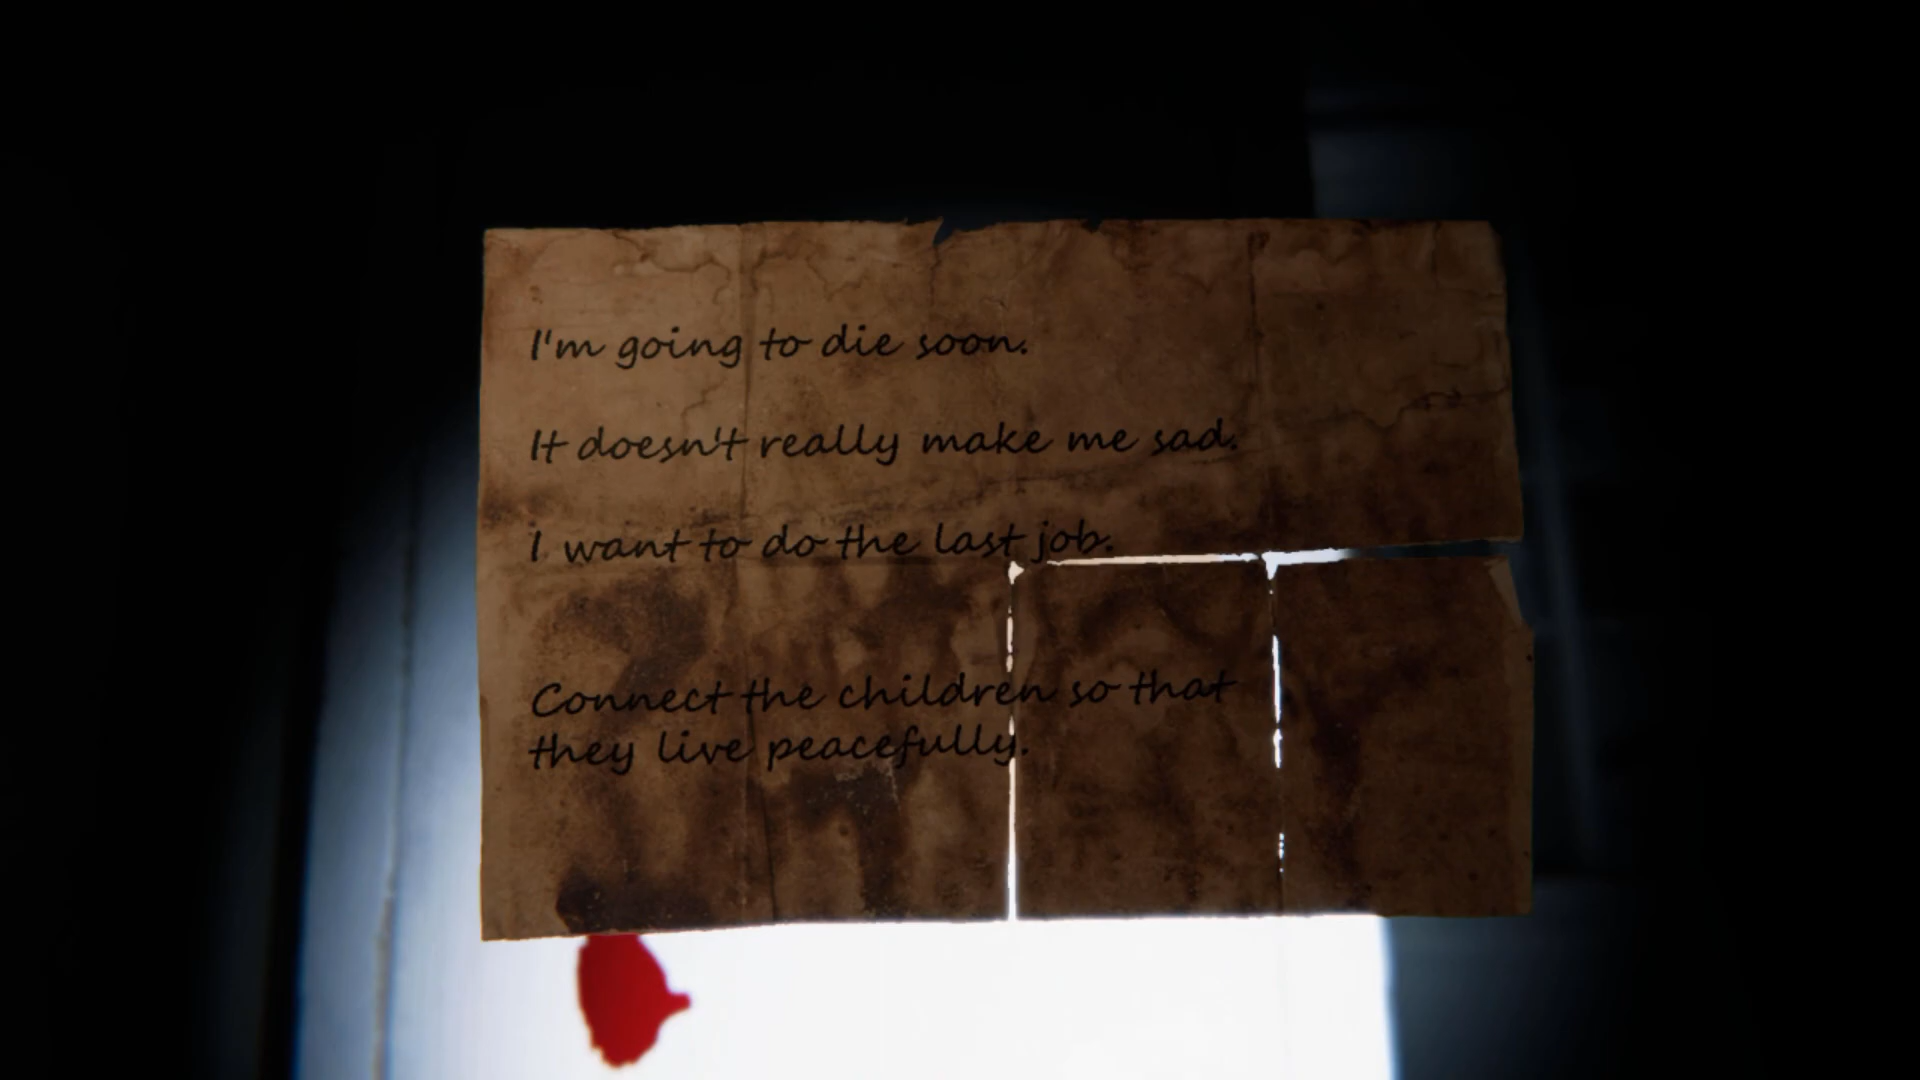 I'm going to die soon.
It doesn't really make me sad.
I want to do the last job.
Connect the children so that
they live peacefully.